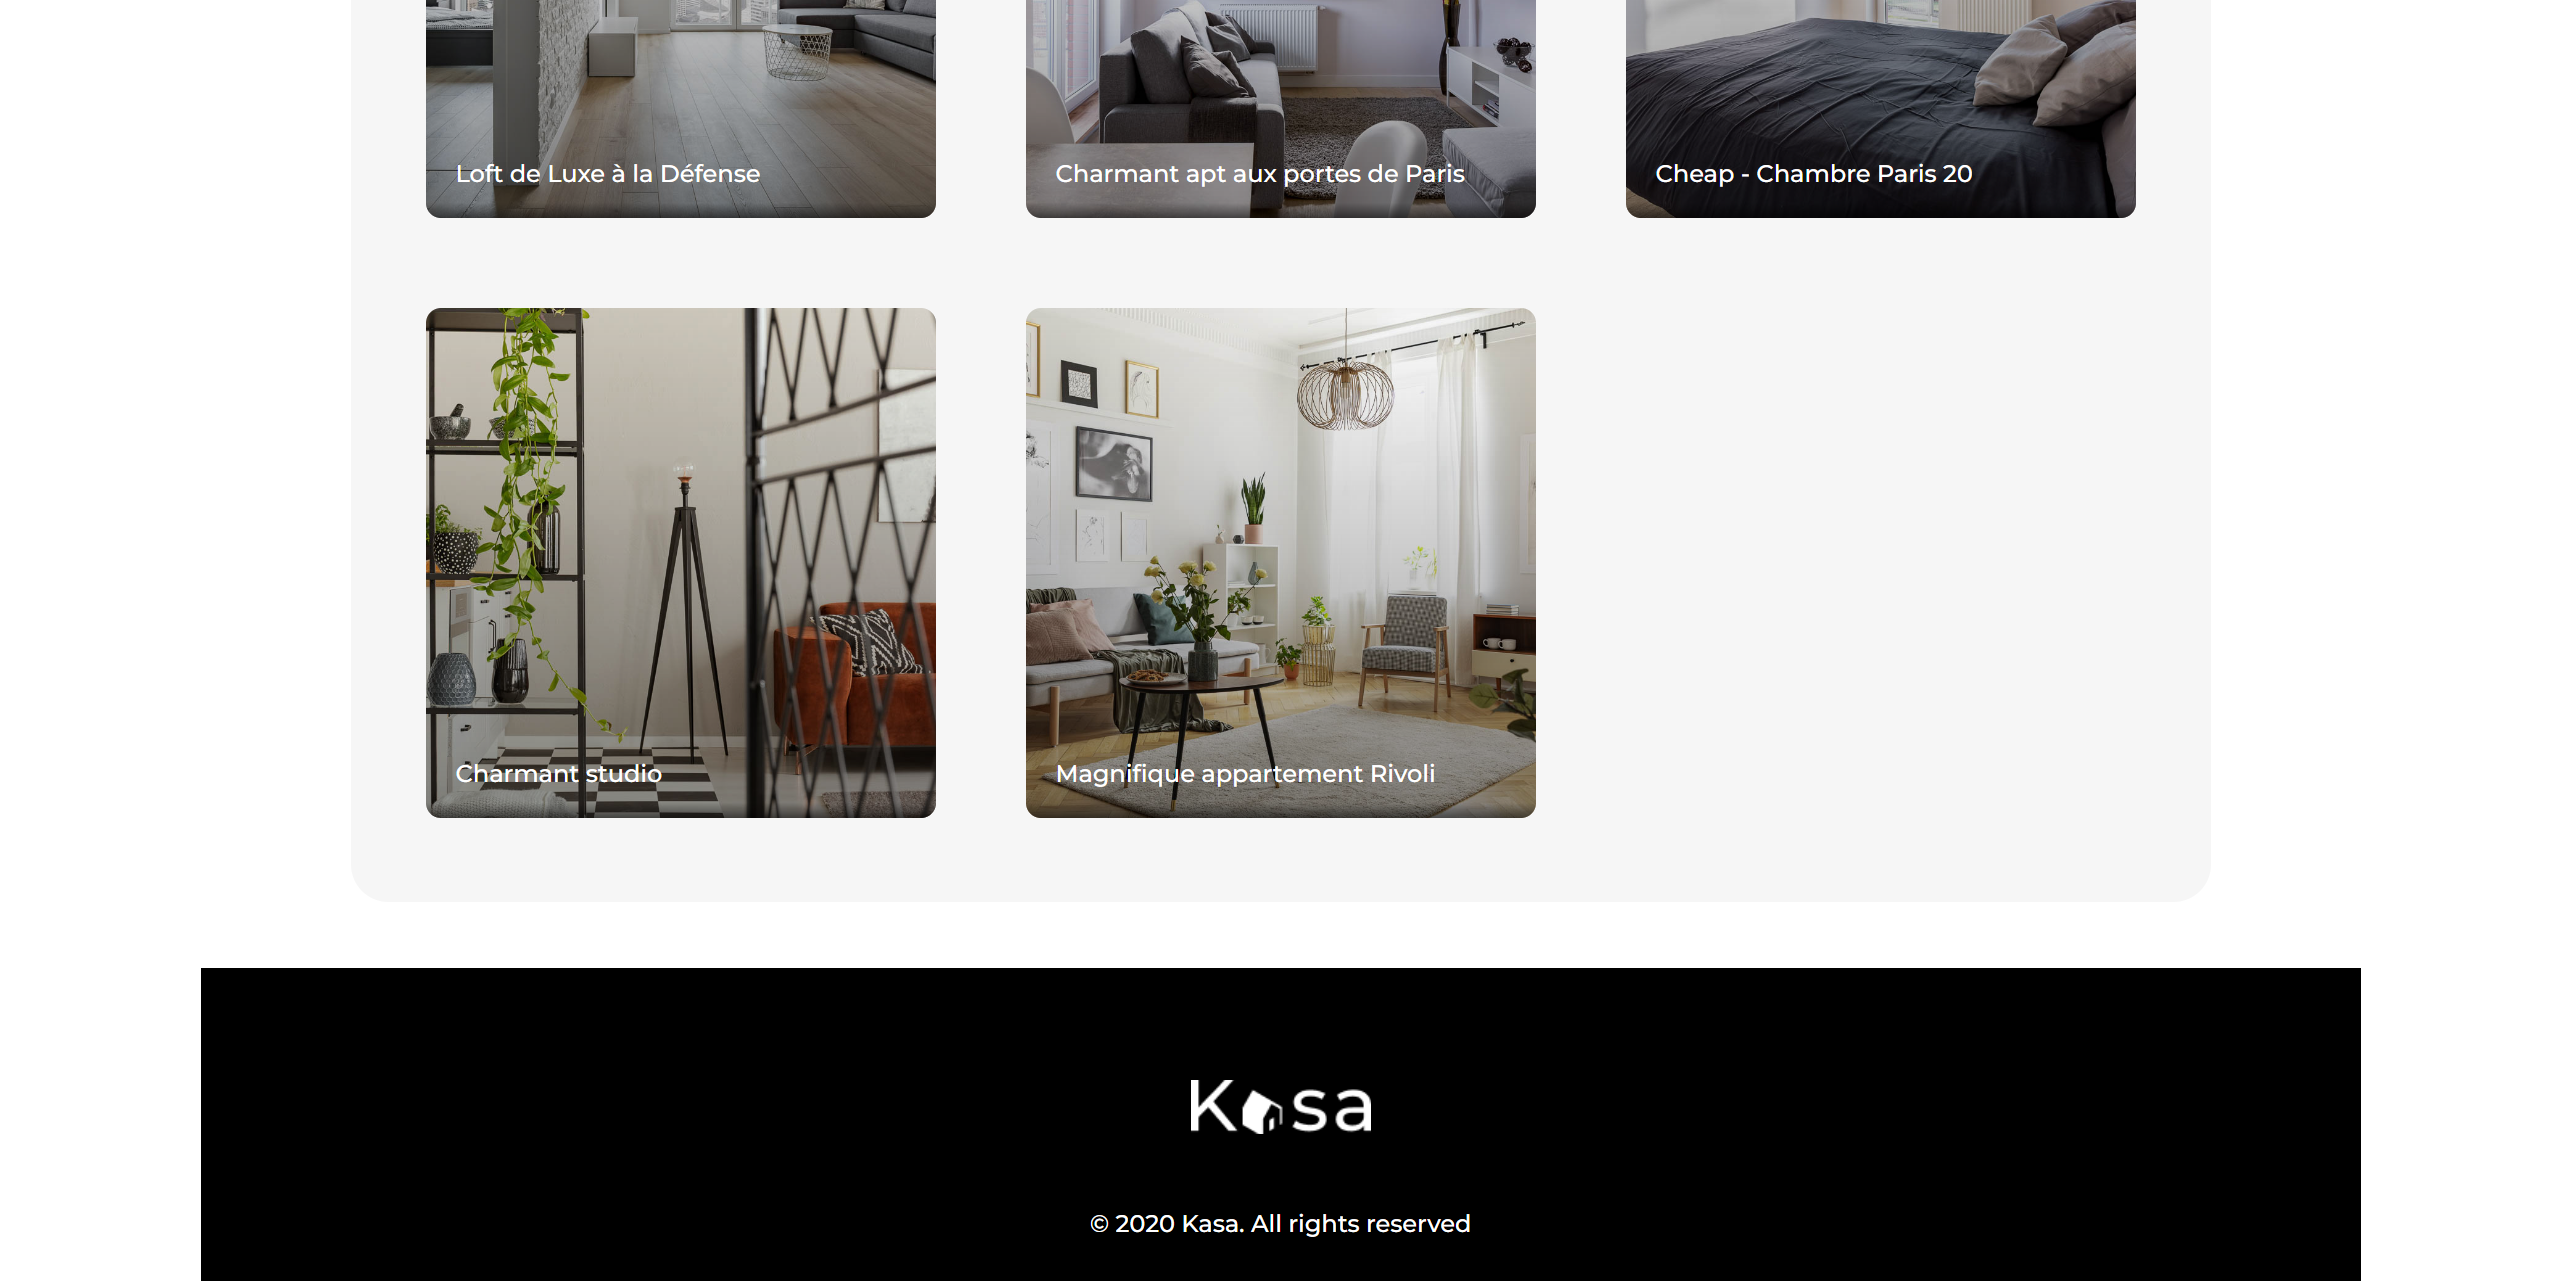 Loft de Luxe à la Défense
Charmant apt aux portes de Paris
Cheap - Chambre Paris 20
Charmant studio
Magnifique appartement Rivoli
Kasa
© 2020 Kasa. All rights reserved